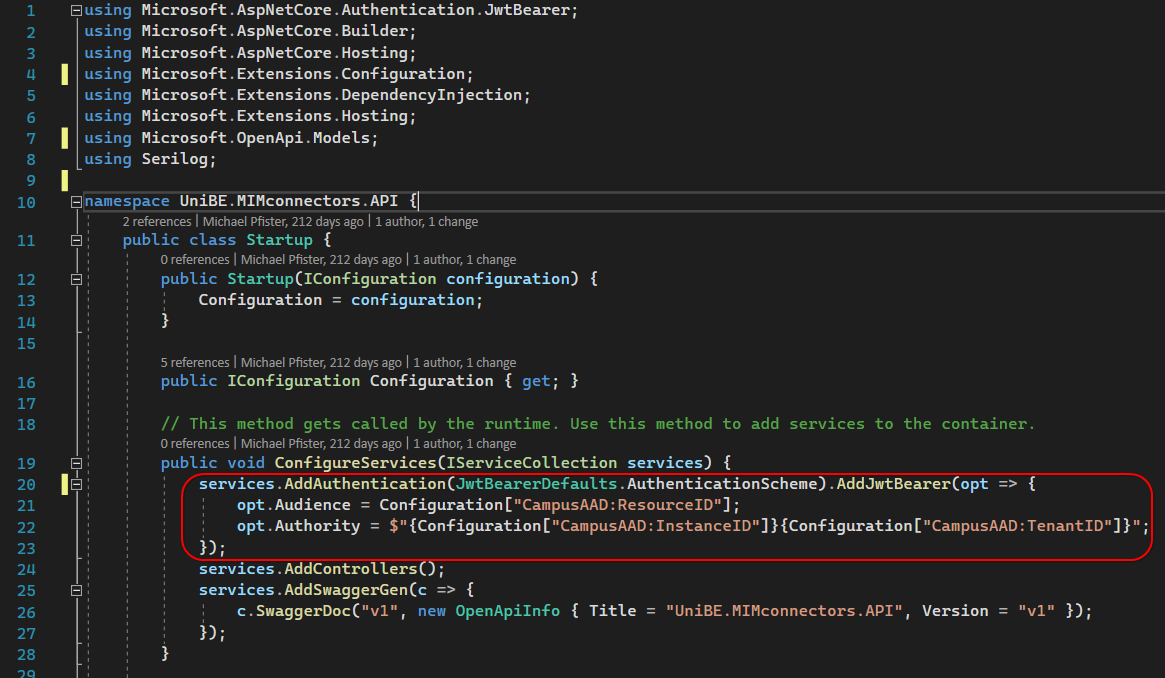 1 using Microsoft.AspNetCore.Authentication.JwtBearer;
2 using Microsoft.AspNetCore.Builder;
3 using Microsoft.AspNetCore.Hosting;
4 using Microsoft.Extensions.Configuration;
5 using Microsoft.Extensions.DependencyInjection;
6 using Microsoft.Extensions.Hosting;
7 using Microsoft.OpenApi.Models;
8 using Serilog;
9
10 namespace UniBE.MIMconnectors.API {
2 references | Michael Pfister, 212 days ago | 1 author, 1 change
11 public class Startup {
0 references | Michael Pfister, 212 days ago | 1 author, 1 change
12 public Startup(IConfiguration configuration) {
13 Configuration = configuration;
14 }
15
5 references | Michael Pfister, 212 days ago | 1 author, 1 change
16 public IConfiguration Configuration { get; }
17
18 // This method gets called by the runtime. Use this method to add services to the container.
0 references | Michael Pfister, 212 days ago | 1 author, 1 change
19 public void ConfigureServices(IServiceCollection services) {
20 services.AddAuthentication(JwtBearerDefaults.AuthenticationScheme).AddJwtBearer(opt => {
21 opt.Audience = Configuration["CampusAAD:ResourceID"];
22 opt.Authority = $"{Configuration["CampusAAD:InstanceID"]}{Configuration["CampusAAD:TenantID"]}";
23 });
24 services.AddControllers();
25 services.AddSwaggerGen(c => {
26 c.SwaggerDoc("v1", new OpenApiInfo { Title = "UniBE.MIMconnectors.API", Version = "v1" });
27 });
28 }
29